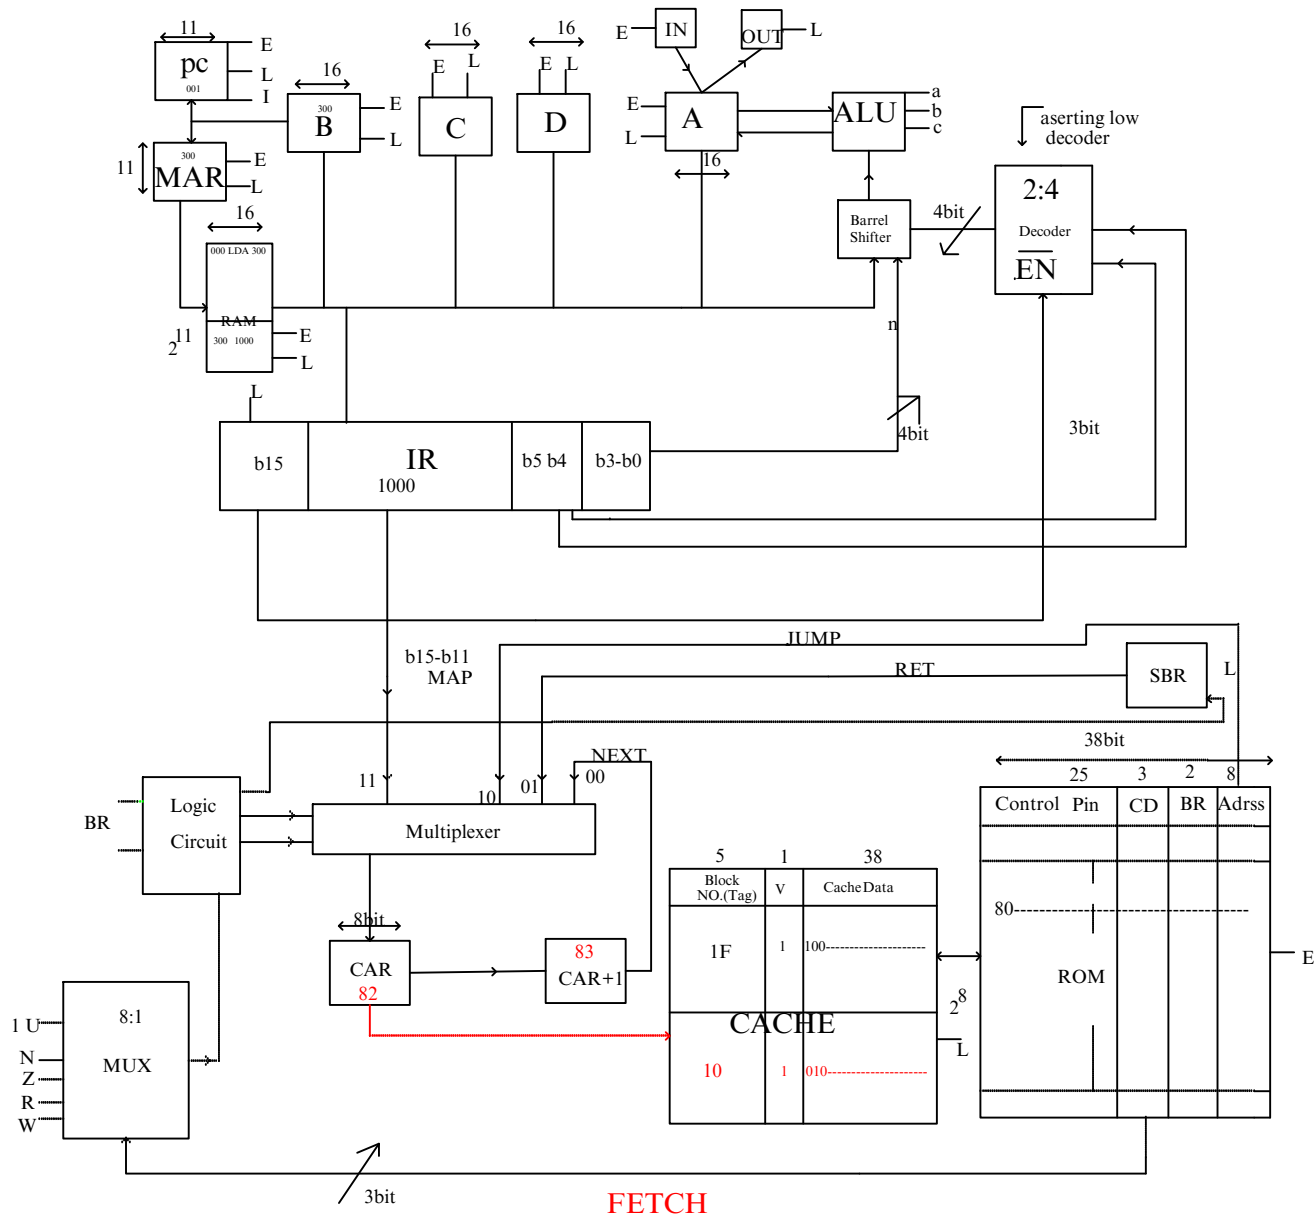 11
E
pc
L
001
I
16
300
B
E
L
16
E
L
C
16
E
L
D
E
IN
OUT
L
E
A
L
16
ALU
a
b
c
aserting low
decoder
11
300
MAR
E
L
16
000 LDA 300
RAM
300 1000
2^11
E
L
Barrel
Shifter
4bit
2:4
Decoder
EN
n
4bit
3bit
L
b15
IR
1000
b5 b4
b3-b0
b15-b11
MAP
JUMP
RET
SBR
L
NEXT
11
10
01
00
BR
Logic
Circuit
Multiplexer
8bit
CAR
82
83
CAR+1
8:1
MUX
1 U
N
Z
R
W
3bit
5
1
38
Block
NO.(Tag)
V
CacheData
1F
1
100----------------------
CACHE
10
1
010----------------------
L
2^8
38bit
25
3
2
8
Control Pin
CD
BR
Adrss
80--------------------------------------
ROM
E
FETCH